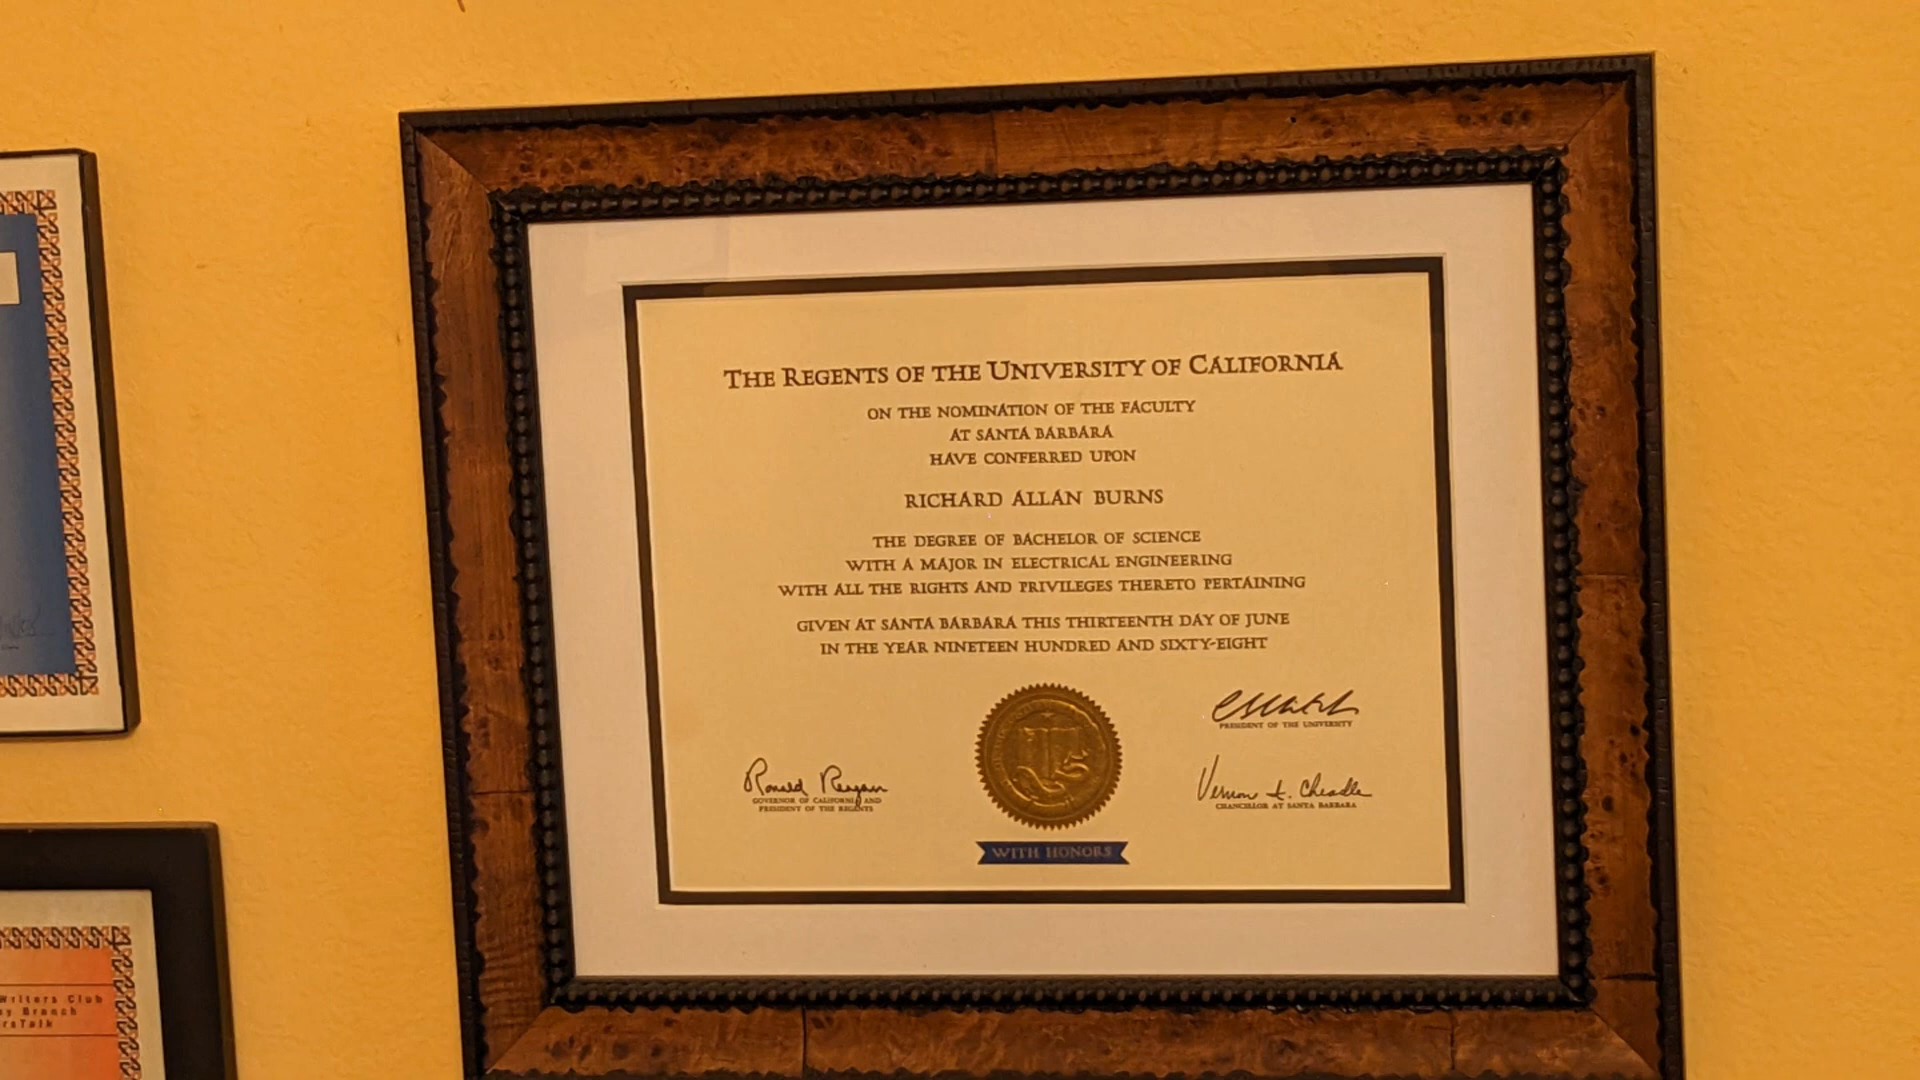 THE REGENTS OF THE UNIVERSITY OF CALIFORNIA
ON THE NOMINATION OF THE FACULTY
AT SANTA BARBARA
HAVE CONFERRED UPON
RICHARD ALLAN BURNS
THE DEGREE OF BACHELOR OF SCIENCE
WITH A MAJOR IN ELECTRICAL ENGINEERING
WITH ALL THE RIGHTS AND PRIVILEGES THERETO PERTAINING
GIVEN AT SANTA BARBARA THIS THIRTEENTH DAY OF JUNE
IN THE YEAR NINETEEN HUNDRED AND SIXTY-EIGHT
PRESIDENT OF THE UNIVERSITY
Ronald Reagan
GOVERNOR OF CALIFORNIA AND
PRESIDENT OF THE REGENTS
Vernon I. Cheadle
CHANCELLOR AT SANTA BARBARA
WITH HONORS
Writers Club
Branch
Talk